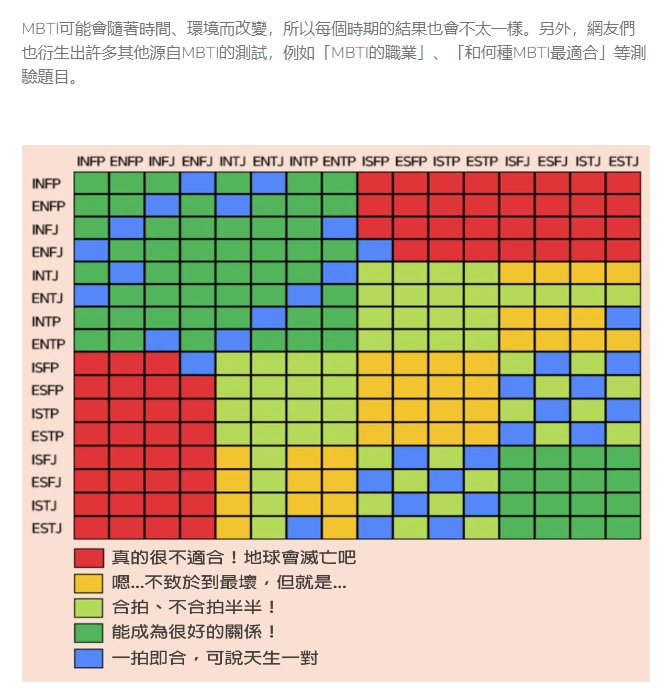 MBTI可能會隨著時間、環境而改變，所以每個時期的結果也會不太一樣。另外，網友們
也衍生出許多其他源自MBTI的測試，例如「MBTI的職業」、「和何種MBTI最適合」等測
驗題目。
INFP ENFP INFJ ENFJ INTJ ENTJ INTP ENTP ISFP ESFP ISTP ESTP ISFJ ESFJ ISTJ ESTJ
INFP
ENFP
INFJ
ENFJ
INTJ
ENTJ
INTP
ENTP
ISFP
ESFP
ISTP
ESTP
ISFJ
ESFJ
ISTJ
ESTJ
真的很不適合！地球會滅亡吧
嗯...不致於到最壞，但就是...
合拍、不合拍半半！
能成為很好的關係！
一拍即合，可說天生一對